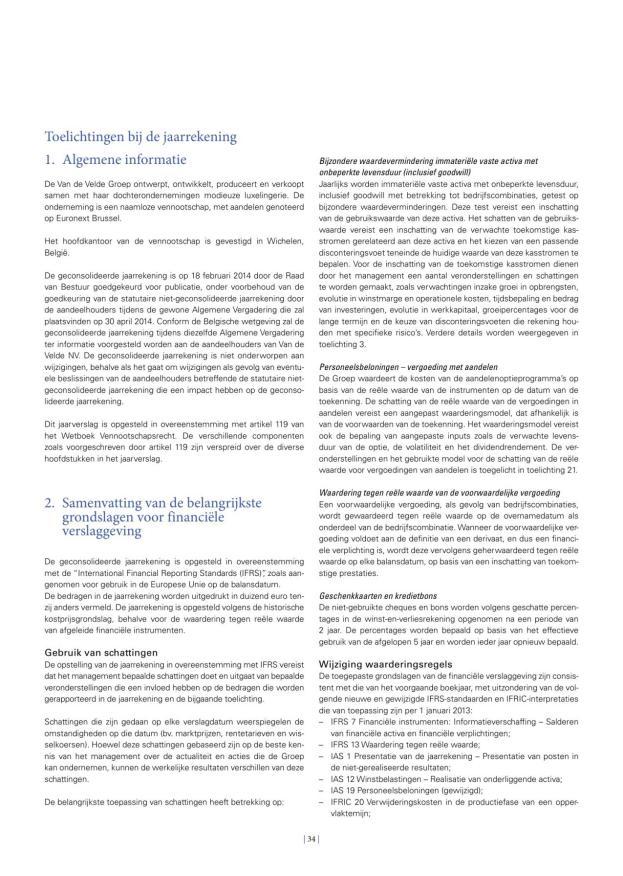 Toelichtingen bij de jaarrekening
1. Algemene informatie
De Van de Velde Groep ontwerpt, ontwikkelt, produceert en verkoopt
samen met haar dochterondernemingen modieuze luxelingerie. De
onderneming is een naamloze vennootschap, met aandelen genoteerd
op Euronext Brussel.
Het hoofdkantoor van de vennootschap is gevestigd in Wichelen,
België.
De geconsolideerde jaarrekening is op 18 februari 2014 door de Raad
van Bestuur goedgekeurd voor publicatie, onder voorbehoud van de
goedkeuring van de statutaire niet-geconsolideerde jaarrekening door
de aandeelhouders tijdens de gewone Algemene Vergadering die zal
plaatsvinden op 30 april 2014. Conform de Belgische wetgeving zal de
geconsolideerde jaarrekening tijdens diezelfde Algemene Vergadering
ter informatie voorgesteld worden aan de aandeelhouders van Van de
Velde NV. De geconsolideerde jaarrekening is niet onderworpen aan
wijzigingen, behalve als het gaat om wijzigingen als gevolg van eventu-
ele beslissingen van de aandeelhouders betreffende de statutaire niet-
geconsolideerde jaarrekening die een impact hebben op de geconso-
lideerde jaarrekening.
Dit jaarverslag is opgesteld in overeenstemming met artikel 119 van
het Wetboek Vennootschapsrecht. De verschillende componenten
zoals voorgeschreven door artikel 119 zijn verspreid over de diverse
hoofdstukken in het jaarverslag.
2. Samenvatting van de belangrijkste
grondslagen voor financiële
verslaggeving
De geconsolideerde jaarrekening is opgesteld in overeenstemming
met de “International Financial Reporting Standards (IFRS)”, zoals aan-
genomen voor gebruik in de Europese Unie op de balansdatum.
De bedragen in de jaarrekening worden uitgedrukt in duizend euro ten-
zij anders vermeld. De jaarrekening is opgesteld volgens de historische
kostprijsgrondslag, behalve voor de waardering tegen reële waarde
van afgeleide financiële instrumenten.
Gebruik van schattingen
De opstelling van de jaarrekening in overeenstemming met IFRS vereist
dat het management bepaalde schattingen doet en uitgaat van bepaalde
veronderstellingen die een invloed hebben op de bedragen die worden
gerapporteerd in de jaarrekening en de bijgaande toelichting.
Schattingen die zijn gedaan op elke verslagdatum weerspiegelen de
omstandigheden op die datum (bv. marktprijzen, rentetarieven en wis-
selkoersen). Hoewel deze schattingen gebaseerd zijn op de beste ken-
nis van het management over de actualiteit en acties die de Groep
kan ondernemen, kunnen de werkelijke resultaten verschillen van deze
schattingen.
De belangrijkste toepassing van schattingen heeft betrekking op:
Bijzondere waardevermindering immateriële vaste activa met
onbeperkte levensduur (inclusief goodwill)
Jaarlijks worden immateriële vaste activa met onbeperkte levensduur,
inclusief goodwill met betrekking tot bedrijfscombinaties, getest op
bijzondere waardeverminderingen. Deze test vereist een inschatting
van de gebruikswaarde van deze activa. Het schatten van de gebruiks-
waarde vereist een inschatting van de verwachte toekomstige kas-
stromen gerelateerd aan deze activa en het kiezen van een passende
disconteringsvoet teneinde de huidige waarde van deze kasstromen te
bepalen. Voor de inschatting van de toekomstige kasstromen dienen
door het management een aantal veronderstellingen en schattingen
te worden gemaakt, zoals verwachtingen inzake groei in opbrengsten,
evolutie in winstmarge en operationele kosten, tijdsbepaling en bedrag
van investeringen, evolutie in werkkapitaal, groeipercentages voor de
lange termijn en de keuze van disconteringsvoeten die rekening hou-
den met specifieke risico’s. Verdere details worden weergegeven in
toelichting 3.
Personeelsbeloningen – vergoeding met aandelen
De Groep waardeert de kosten van de aandelenoptieprogramma’s op
basis van de reële waarde van de instrumenten op de datum van de
toekenning. De schatting van de reële waarde van de vergoedingen in
aandelen vereist een aangepast waarderingsmodel, dat afhankelijk is
van de voorwaarden van de toekenning. Het waarderingsmodel vereist
ook de bepaling van aangepaste inputs zoals de verwachte levens-
duur van de optie, de volatiliteit en het dividendrendement. De ver-
onderstellingen en het gebruikte model voor de schatting van de reële
waarde voor vergoedingen van aandelen is toegelicht in toelichting 21.
Waardering tegen reële waarde van de voorwaardelijke vergoeding
Een voorwaardelijke vergoeding, als gevolg van bedrijfscombinaties,
wordt gewaardeerd tegen reële waarde op de overnamedatum als
onderdeel van de bedrijfscombinatie. Wanneer de voorwaardelijke ver-
goeding voldoet aan de definitie van een derivaat, en dus een financi-
ele verplichting is, wordt deze vervolgens geherwaardeerd tegen reële
waarde op elke balansdatum, op basis van een inschatting van toekom-
stige prestaties.
Geschenkkaarten en kredietbons
De niet-gebruikte cheques en bons worden volgens geschatte percen-
tages in de winst-en-verliesrekening opgenomen na een periode van
2 jaar. De percentages worden bepaald op basis van het effectieve
gebruik van de afgelopen 5 jaar en worden ieder jaar opnieuw bepaald.
Wijziging waarderingsregels
De toegepaste grondslagen van de financiële verslaggeving zijn consis-
tent met die van het voorgaande boekjaar, met uitzondering van de vol-
gende nieuwe en gewijzigde IFRS-standaarden en IFRIC-interpretaties
die van toepassing zijn per 1 januari 2013:
– IFRS 7 Financiële instrumenten: Informatieverschaffing – Salderen
van financiële activa en financiële verplichtingen;
– IFRS 13 Waardering tegen reële waarde;
– IAS 1 Presentatie van de jaarrekening – Presentatie van posten in
de niet-gerealiseerde resultaten;
– IAS 12 Winstbelastingen – Realisatie van onderliggende activa;
– IAS 19 Personeelsbeloningen (gewijzigd);
– IFRIC 20 Verwijderingskosten in de productiefase van een opper-
vlaktemijn;
| 34 |